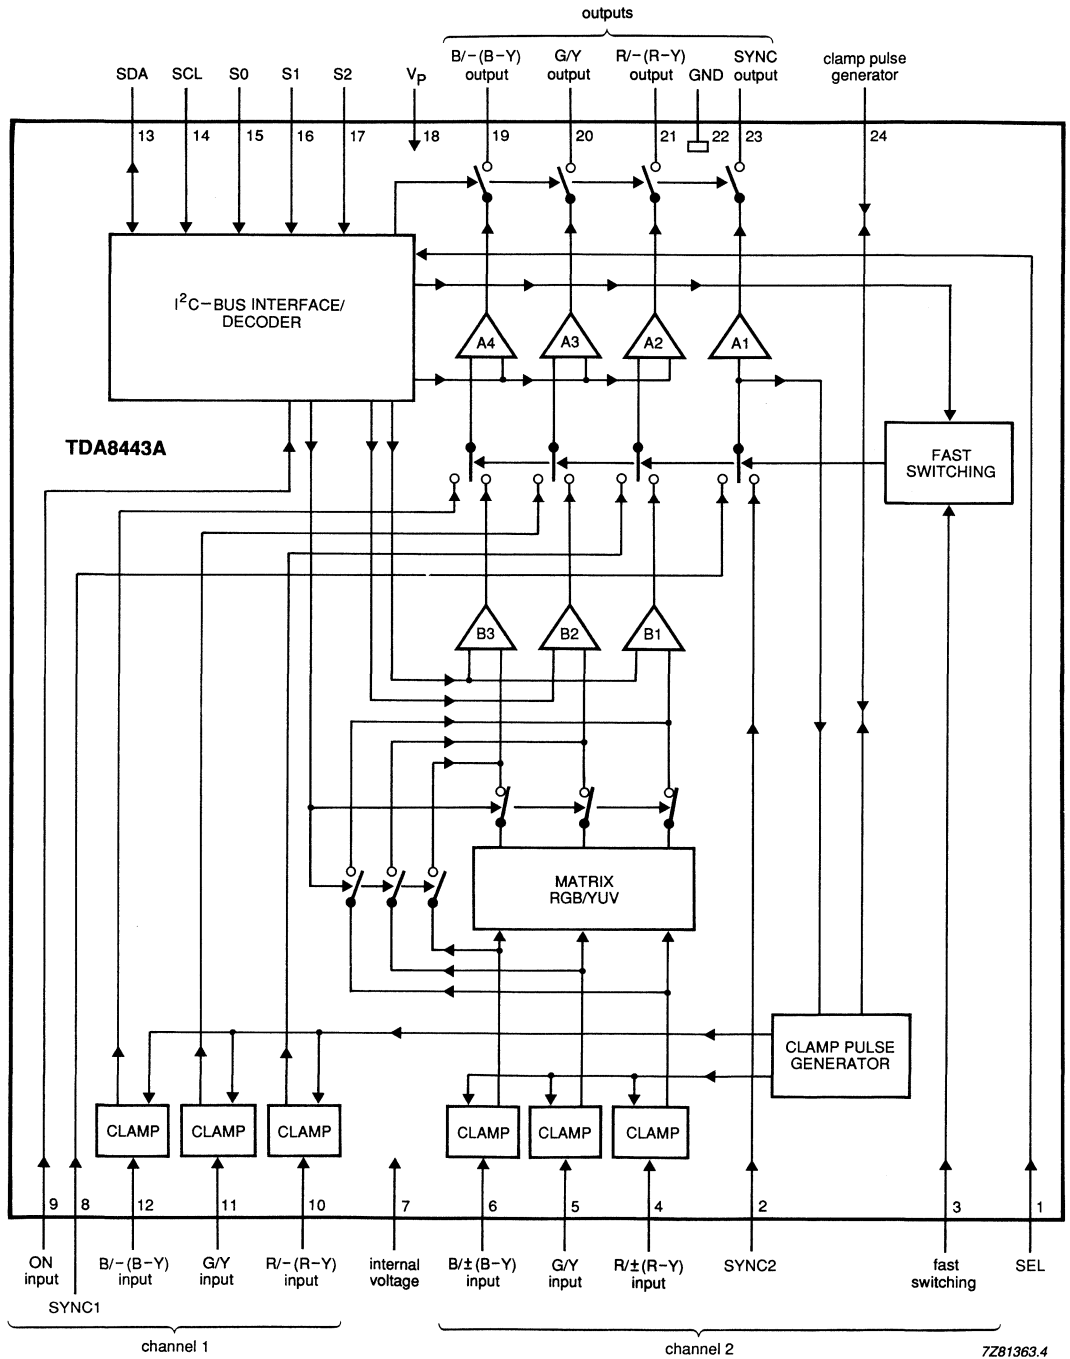 outputs
B/−(B−Y) output
G/Y output
R/−(R−Y) output
GND
SYNC output
clamp pulse generator
SDA
SCL
S0
S1
S2
VP
13
14
15
16
17
18
19
20
21
22
23
24
I2C−BUS INTERFACE/
DECODER
A4
A3
A2
A1
TDA8443A
FAST
SWITCHING
B3
B2
B1
MATRIX
RGB/YUV
CLAMP PULSE
GENERATOR
CLAMP
CLAMP
CLAMP
CLAMP
CLAMP
CLAMP
9
8
12
11
10
7
6
5
4
2
3
1
ON input
SYNC1
B/−(B−Y) input
G/Y input
R/−(R−Y) input
internal voltage
B/±(B−Y) input
G/Y input
R/±(R−Y) input
SYNC2
fast switching
SEL
channel 1
channel 2
7Z81363.4